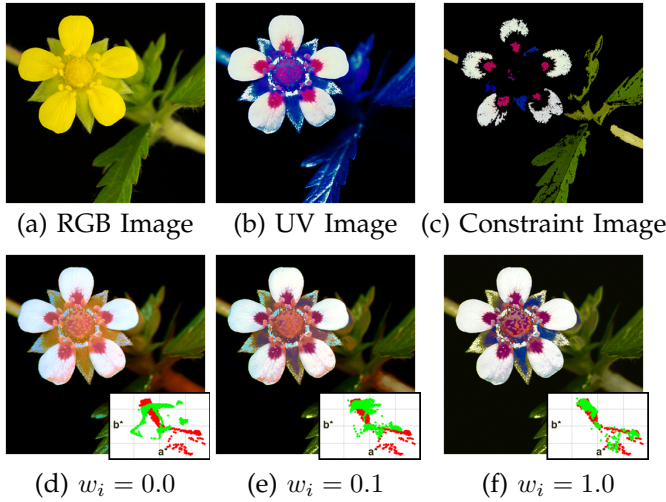 (a) RGB Image
(b) UV Image
(c) Constraint Image
b*
a*
b*
a*
b*
a*
(d) w_i = 0.0
(e) w_i = 0.1
(f) w_i = 1.0